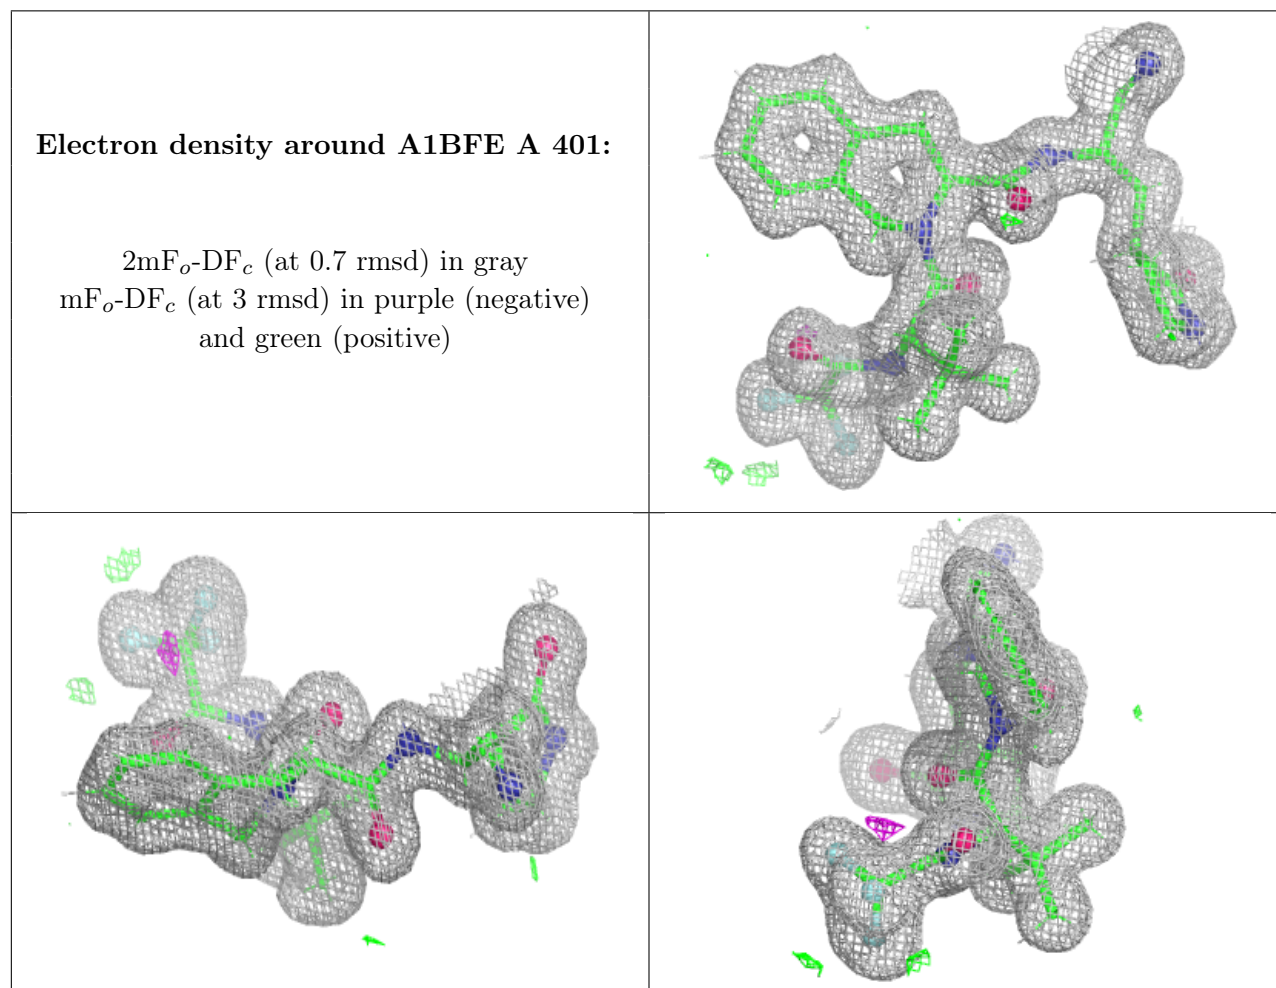 Electron density around A1BFE A 401:
2mFo-DFc (at 0.7 rmsd) in gray
mFo-DFc (at 3 rmsd) in purple (negative)
and green (positive)